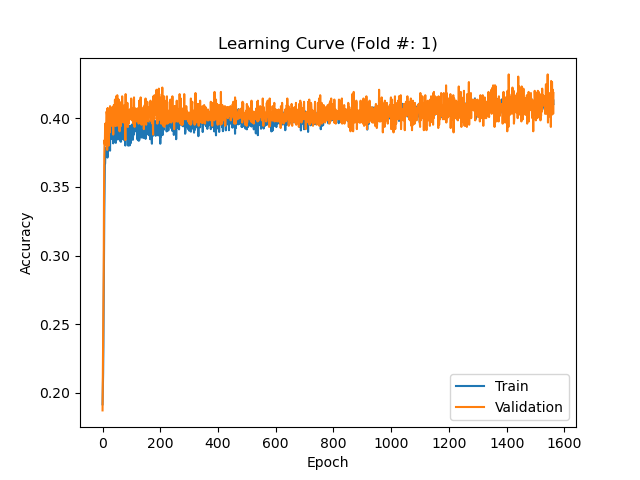 Learning Curve (Fold #: 1)
Accuracy
0.40
0.35
0.30
0.25
0.20
0 200 400 600 800 1000 1200 1400 1600
Epoch
Train
Validation